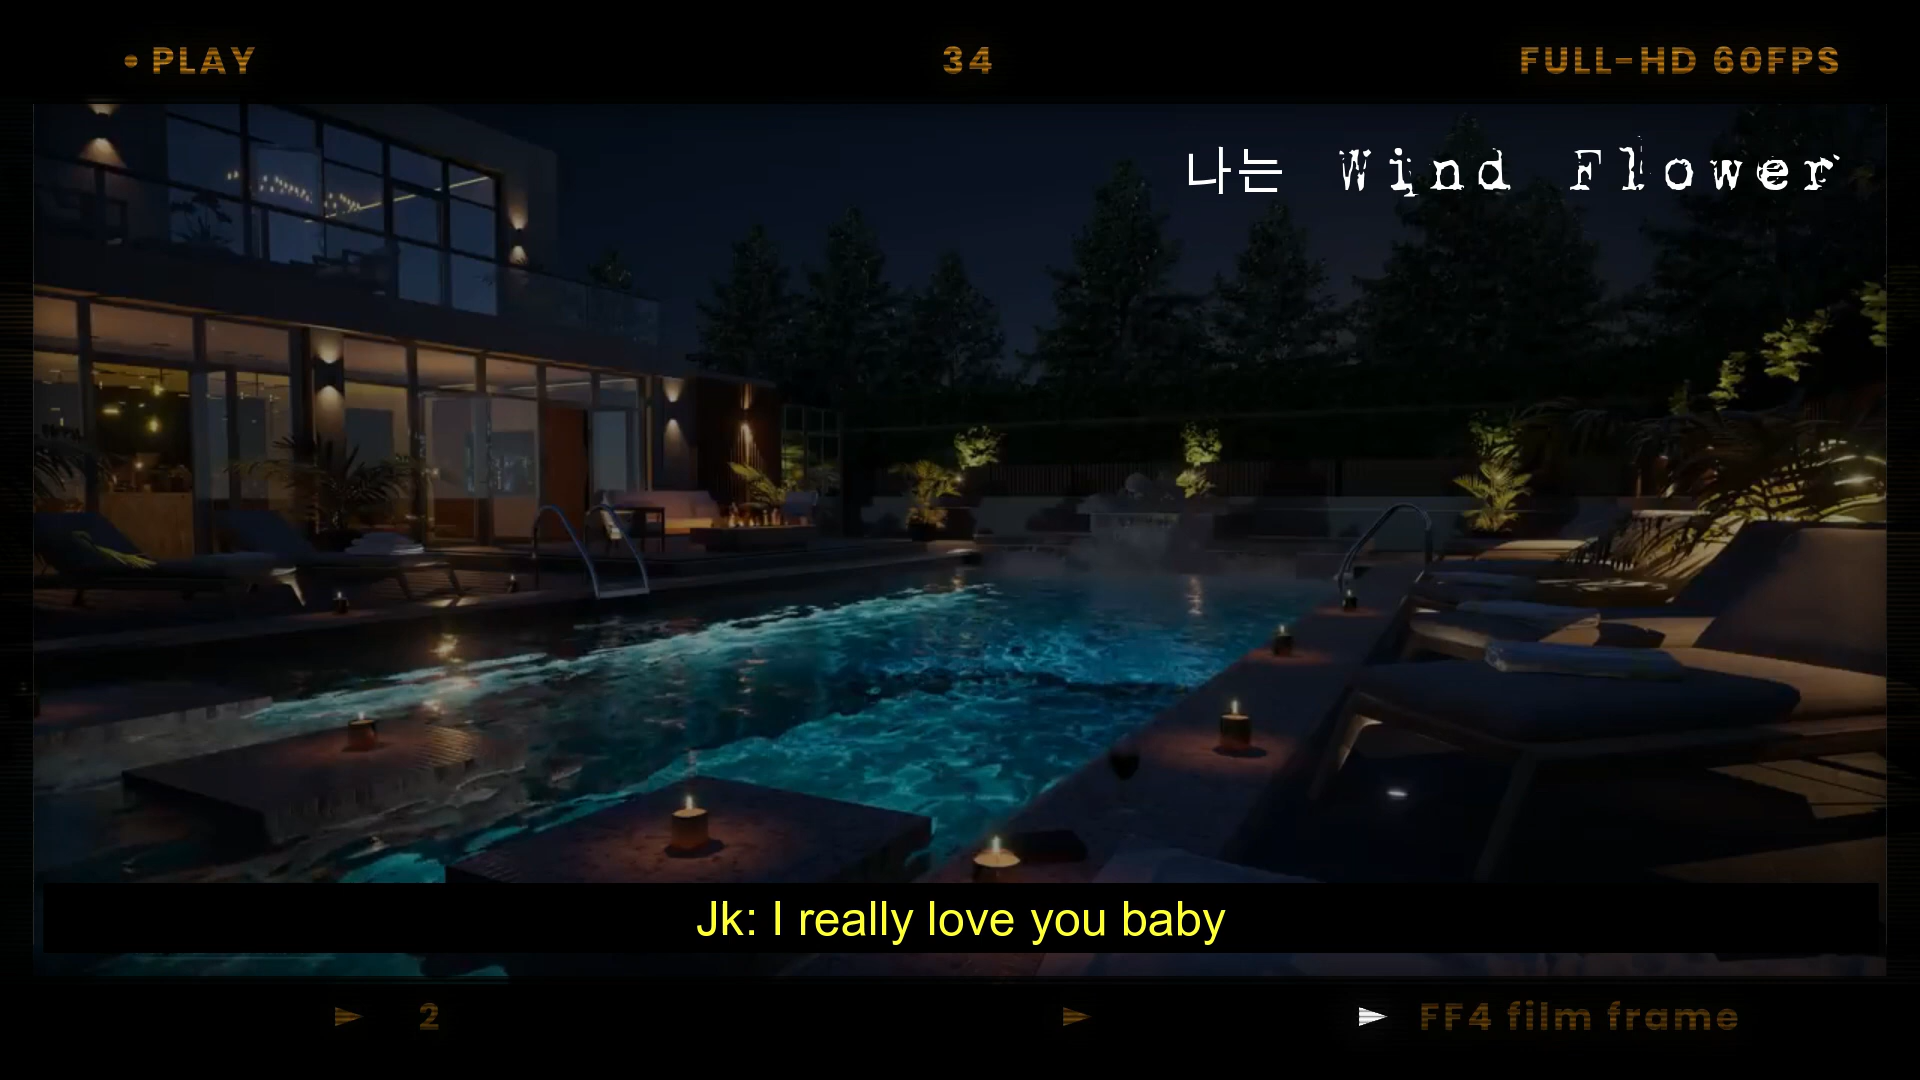 • PLAY 34 FULL-HD 60FPS
나는 Wind Flower
Jk: I really love you baby
2 FF4 film frame